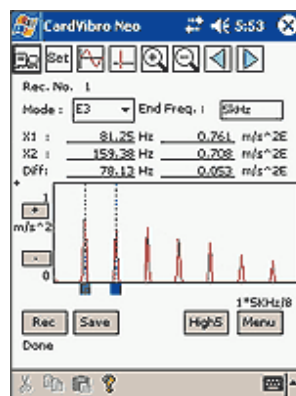 CardVibro Neo 5:53
Set
Rec. No. 1
Mode : E3 End Freq. : 5kHz
X1 : 81.25 Hz 0.761 m/s^2E
X2 : 159.38 Hz 0.708 m/s^2E
Diff: 78.13 Hz 0.053 m/s^2E
1
+
m/s^2
-
0
1*5KHz/8
Rec Save High5 Menu
Done